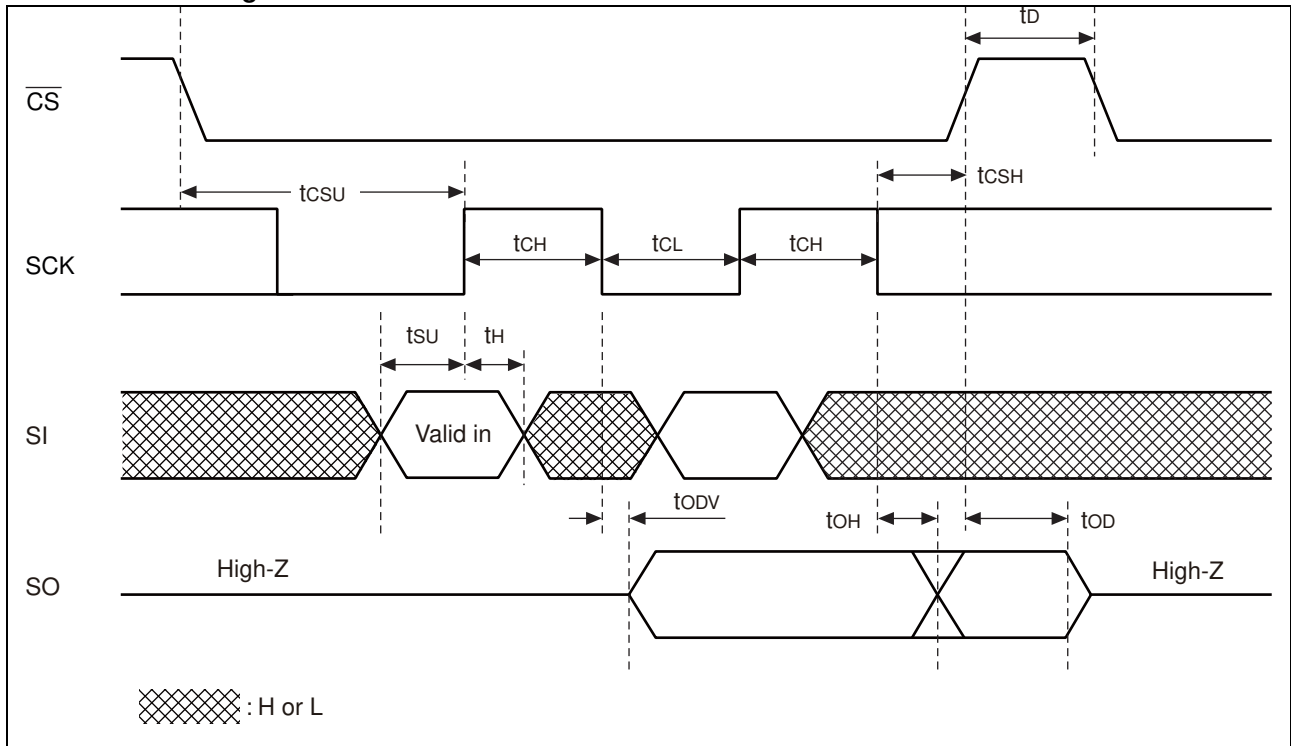 tD
CS
tCSU
tCSH
SCK
tCH
tCL
tCH
tSU
tH
SI
Valid in
tODV
tOH
tOD
SO
High-Z
High-Z
: H or L